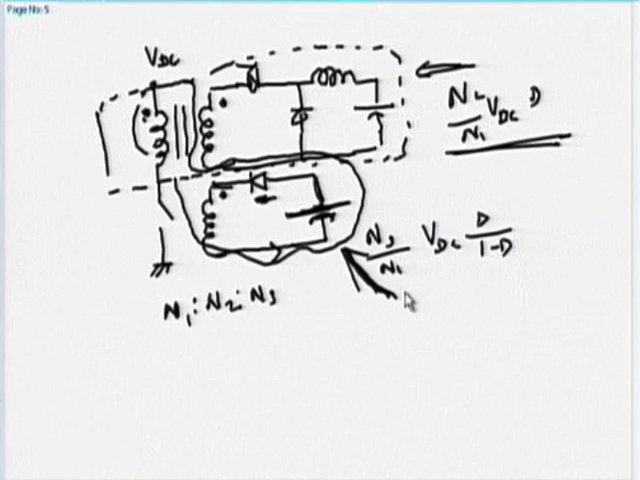 Page No: 5
VDC
N2/N1 VDC D
N3/N1 VDC D/1-D
N1 : N2 : N3